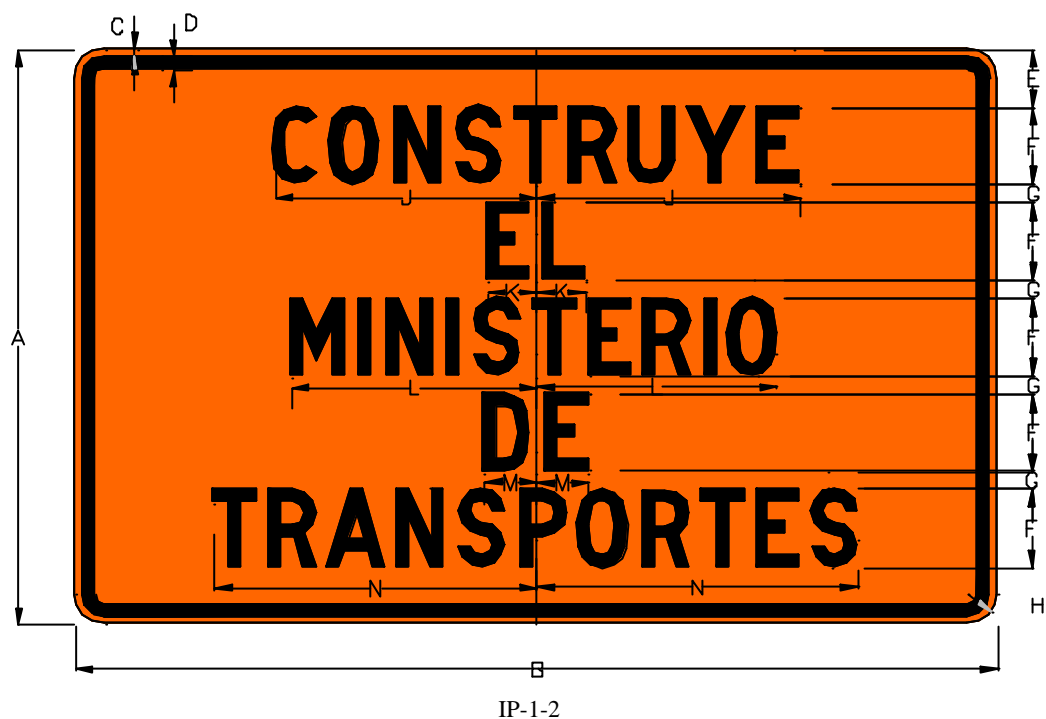 C D
CONSTRUYE
E
F
J J
G
EL
F
K K
G
MINISTERIO
A
F
L L
G
DE
F
M M
G
TRANSPORTES
F
N N
H
B
IP-1-2